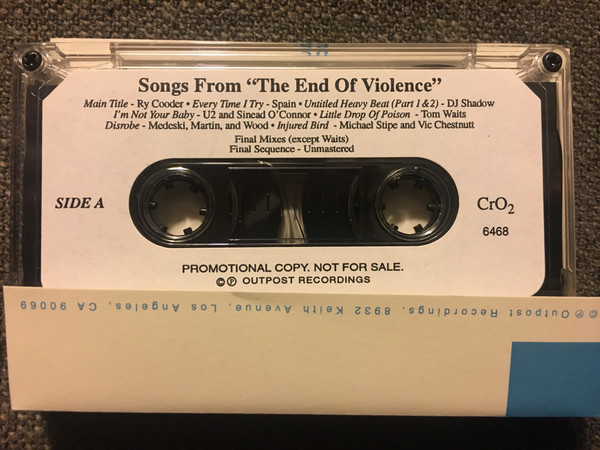 Songs From “The End Of Violence”
Main Title - Ry Cooder • Every Time I Try - Spain • Untitled Heavy Beat (Part 1 & 2) - DJ Shadow
I'm Not Your Baby - U2 and Sinead O'Connor • Little Drop Of Poison - Tom Waits
Disrobe - Medeski, Martin, and Wood • Injured Bird - Michael Stipe and Vic Chestnutt
Final Mixes (except Waits)
Final Sequence - Unmastered
SIDE A
CrO2
6468
PROMOTIONAL COPY. NOT FOR SALE.
©℗ OUTPOST RECORDINGS
©℗ Outpost Recordings, 8932 Keith Avenue, Los Angeles, CA 90069